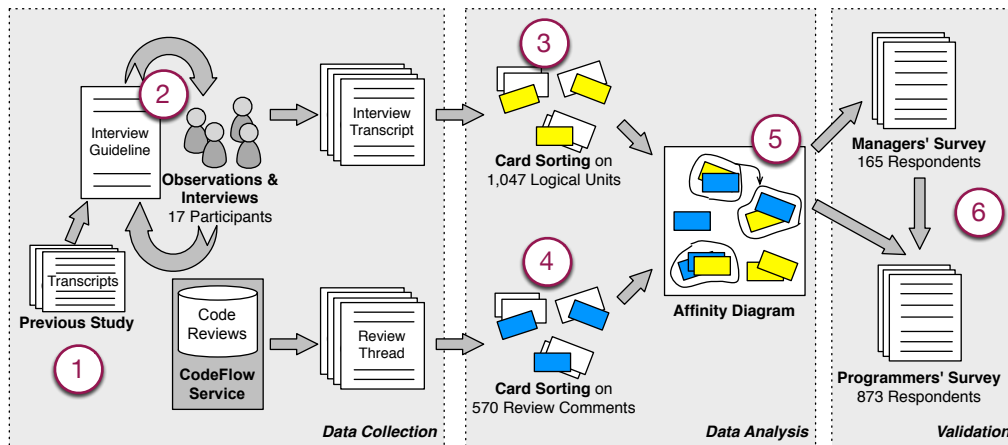 1
Transcripts
Previous Study
2
Interview
Guideline
Observations &
Interviews
17 Participants
Interview
Transcript
Code
Reviews
CodeFlow
Service
Review
Thread
Data Collection
3
Card Sorting on
1,047 Logical Units
4
Card Sorting on
570 Review Comments
5
Affinity Diagram
Data Analysis
Managers' Survey
165 Respondents
6
Programmers' Survey
873 Respondents
Validation